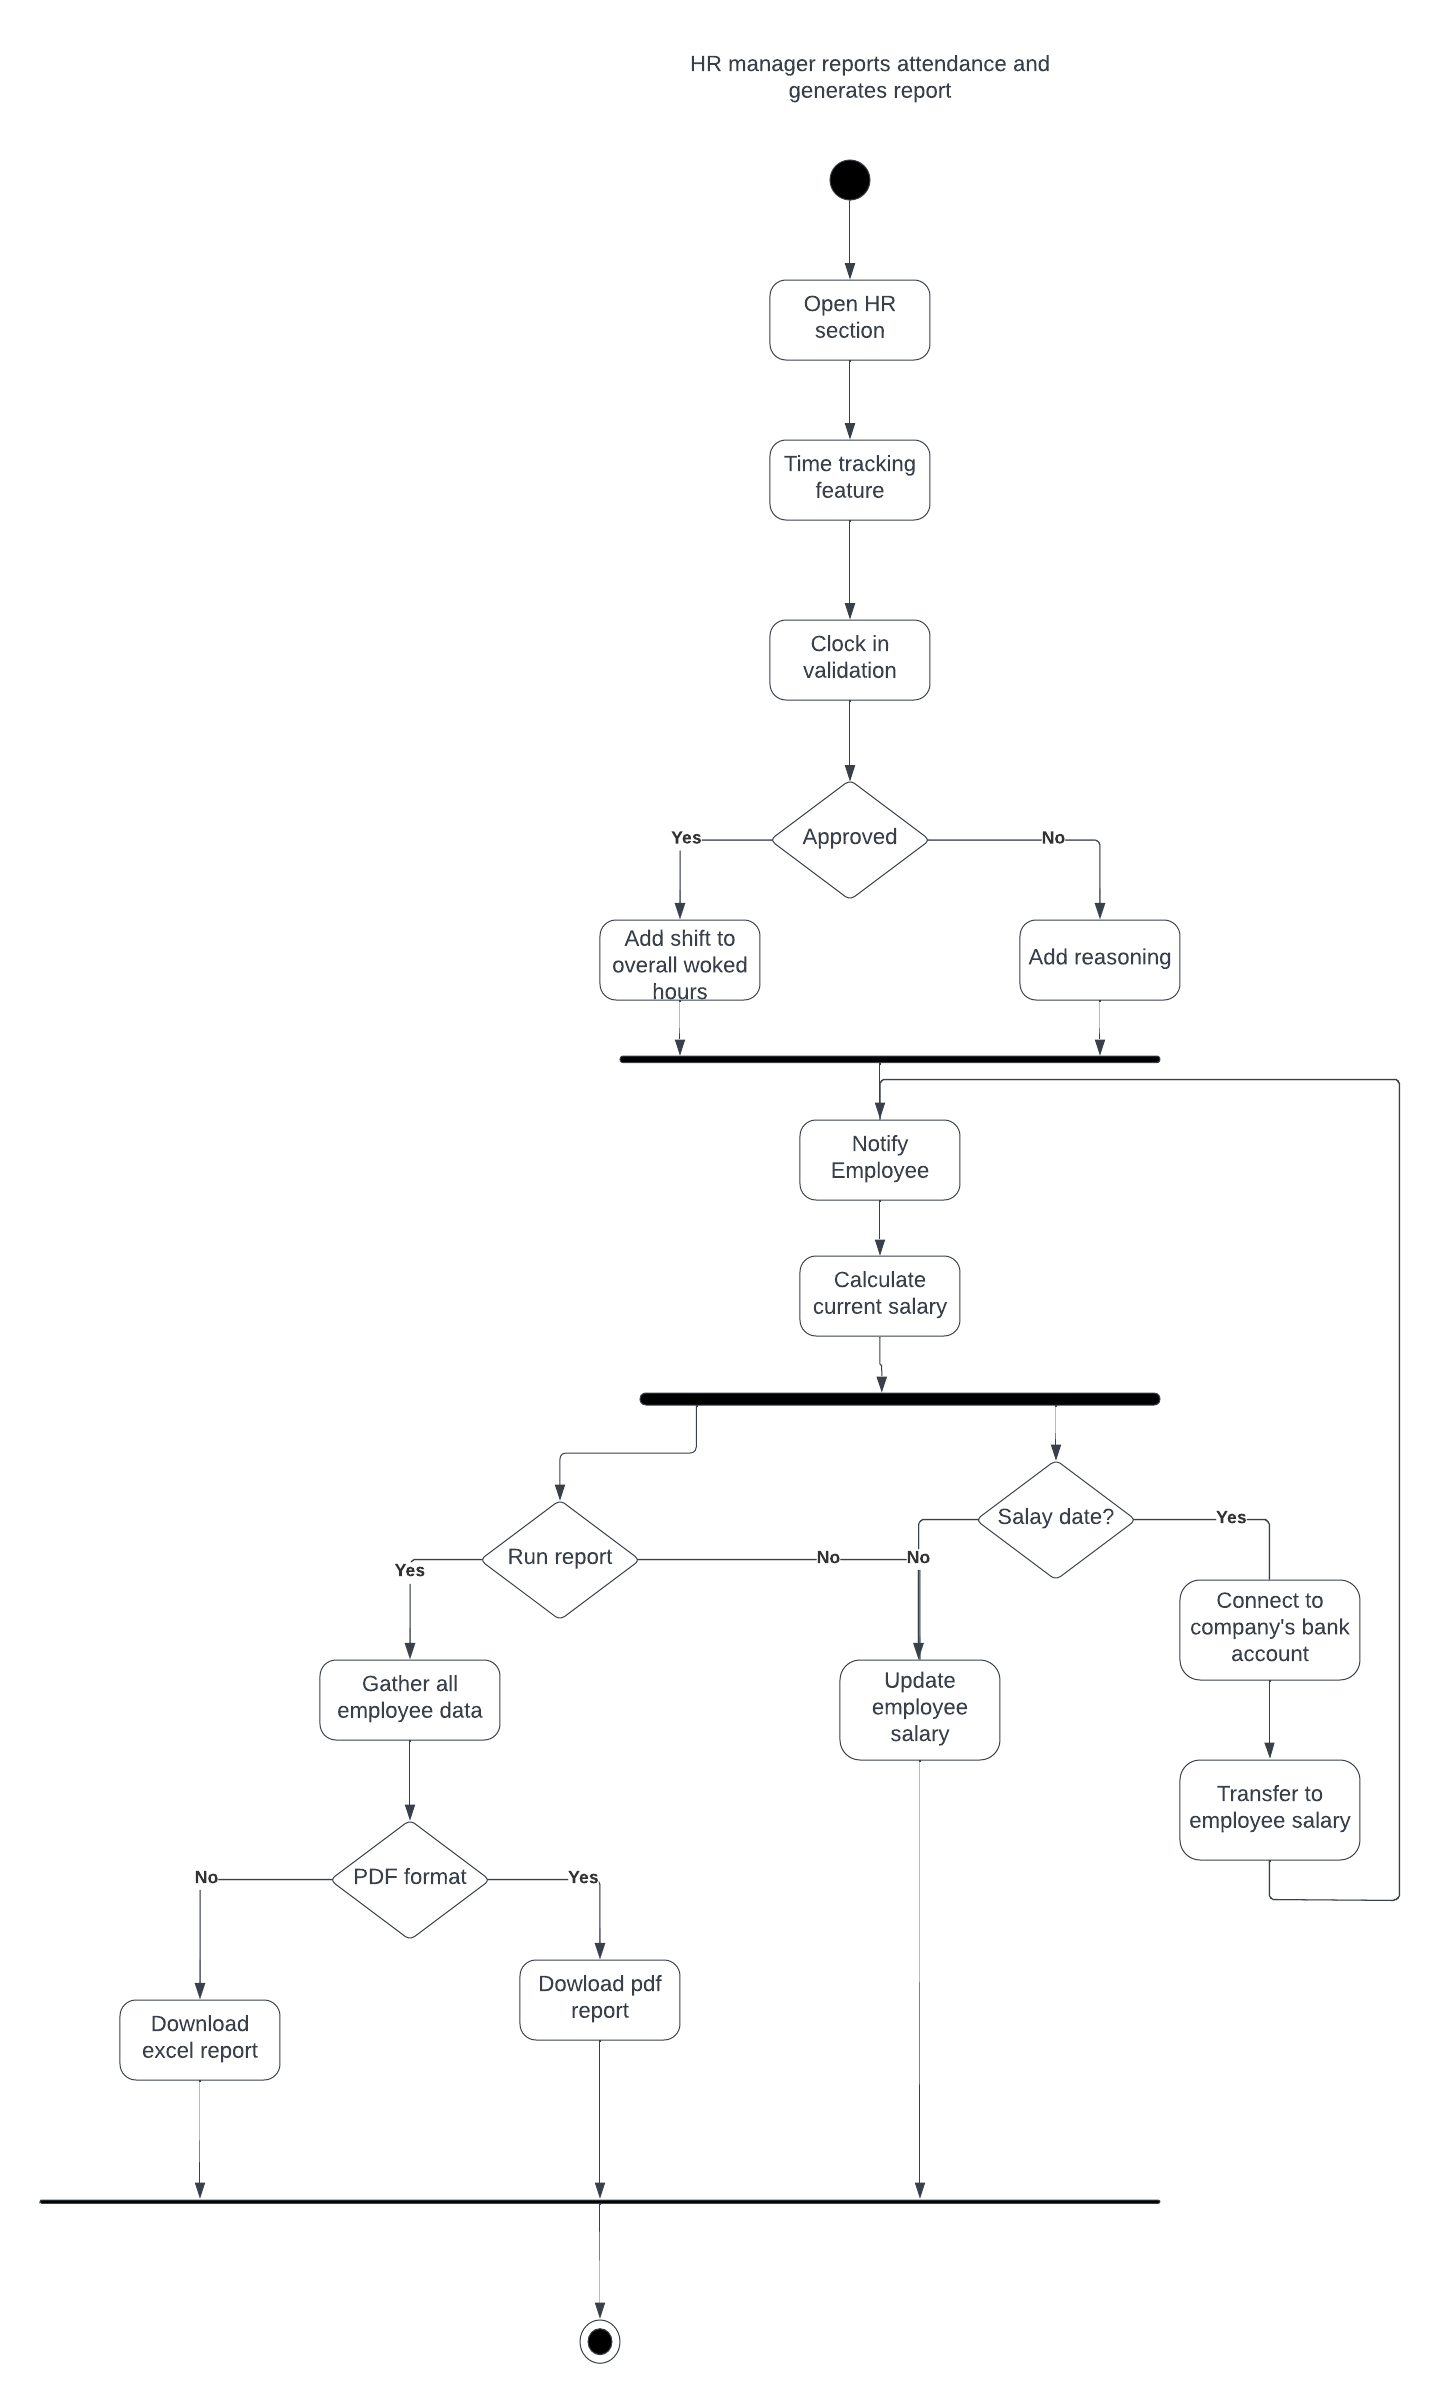 HR manager reports attendance and
generates report
Open HR
section
Time tracking
feature
Clock in
validation
Approved
Yes
No
Add shift to
overall woked
hours
Add reasoning
Notify
Employee
Calculate
current salary
Salay date?
Yes
Run report
No
No
Yes
Connect to
company's bank
account
Gather all
employee data
Update
employee
salary
Transfer to
employee salary
PDF format
No
Yes
Dowload pdf
report
Download
excel report